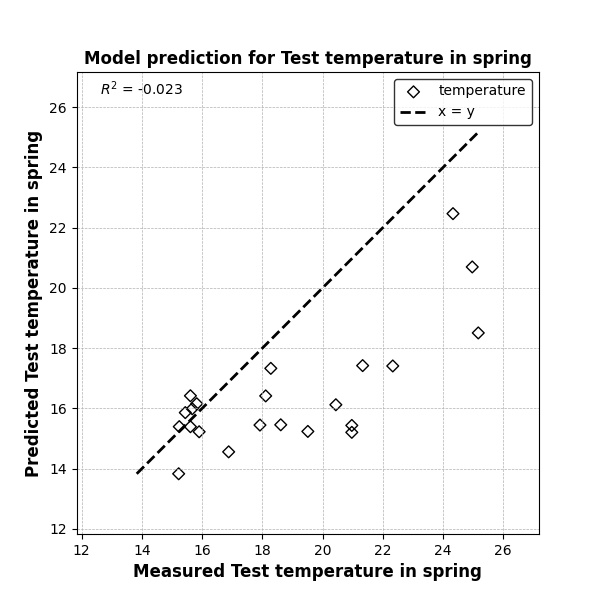 Model prediction for Test temperature in spring
R² = -0.023
temperature
x = y
26
24
22
20
18
16
14
12
12 14 16 18 20 22 24 26
Predicted Test temperature in spring
Measured Test temperature in spring